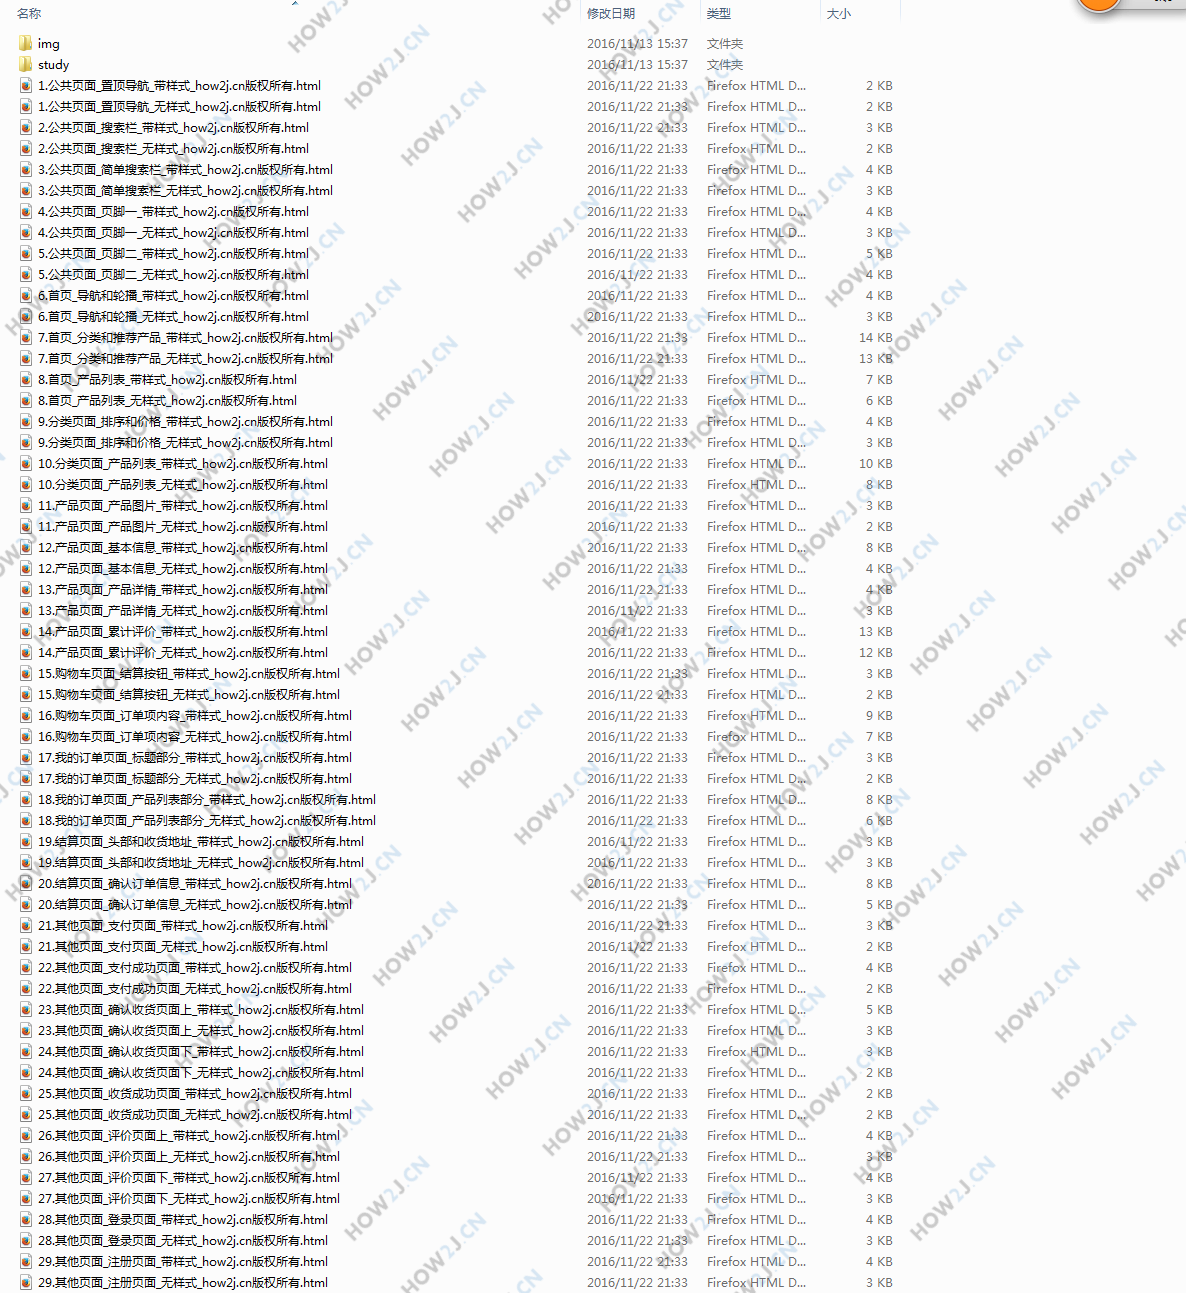 名称 修改日期 类型 大小
img 2016/11/13 15:37 文件夹
study 2016/11/13 15:37 文件夹
1.公共页面_置顶导航_带样式_how2j.cn版权所有.html 2016/11/22 21:33 Firefox HTML D... 2 KB
1.公共页面_置顶导航_无样式_how2j.cn版权所有.html 2016/11/22 21:33 Firefox HTML D... 2 KB
2.公共页面_搜索栏_带样式_how2j.cn版权所有.html 2016/11/22 21:33 Firefox HTML D... 3 KB
2.公共页面_搜索栏_无样式_how2j.cn版权所有.html 2016/11/22 21:33 Firefox HTML D... 2 KB
3.公共页面_简单搜索栏_带样式_how2j.cn版权所有.html 2016/11/22 21:33 Firefox HTML D... 4 KB
3.公共页面_简单搜索栏_无样式_how2j.cn版权所有.html 2016/11/22 21:33 Firefox HTML D... 3 KB
4.公共页面_页脚一_带样式_how2j.cn版权所有.html 2016/11/22 21:33 Firefox HTML D... 4 KB
4.公共页面_页脚一_无样式_how2j.cn版权所有.html 2016/11/22 21:33 Firefox HTML D... 3 KB
5.公共页面_页脚二_带样式_how2j.cn版权所有.html 2016/11/22 21:33 Firefox HTML D... 5 KB
5.公共页面_页脚二_无样式_how2j.cn版权所有.html 2016/11/22 21:33 Firefox HTML D... 4 KB
6.首页_导航和轮播_带样式_how2j.cn版权所有.html 2016/11/22 21:33 Firefox HTML D... 4 KB
6.首页_导航和轮播_无样式_how2j.cn版权所有.html 2016/11/22 21:33 Firefox HTML D... 3 KB
7.首页_分类和推荐产品_带样式_how2j.cn版权所有.html 2016/11/22 21:33 Firefox HTML D... 14 KB
7.首页_分类和推荐产品_无样式_how2j.cn版权所有.html 2016/11/22 21:33 Firefox HTML D... 13 KB
8.首页_产品列表_带样式_how2j.cn版权所有.html 2016/11/22 21:33 Firefox HTML D... 7 KB
8.首页_产品列表_无样式_how2j.cn版权所有.html 2016/11/22 21:33 Firefox HTML D... 6 KB
9.分类页面_排序和价格_带样式_how2j.cn版权所有.html 2016/11/22 21:33 Firefox HTML D... 4 KB
9.分类页面_排序和价格_无样式_how2j.cn版权所有.html 2016/11/22 21:33 Firefox HTML D... 3 KB
10.分类页面_产品列表_带样式_how2j.cn版权所有.html 2016/11/22 21:33 Firefox HTML D... 10 KB
10.分类页面_产品列表_无样式_how2j.cn版权所有.html 2016/11/22 21:33 Firefox HTML D... 8 KB
11.产品页面_产品图片_带样式_how2j.cn版权所有.html 2016/11/22 21:33 Firefox HTML D... 3 KB
11.产品页面_产品图片_无样式_how2j.cn版权所有.html 2016/11/22 21:33 Firefox HTML D... 2 KB
12.产品页面_基本信息_带样式_how2j.cn版权所有.html 2016/11/22 21:33 Firefox HTML D... 8 KB
12.产品页面_基本信息_无样式_how2j.cn版权所有.html 2016/11/22 21:33 Firefox HTML D... 4 KB
13.产品页面_产品详情_带样式_how2j.cn版权所有.html 2016/11/22 21:33 Firefox HTML D... 4 KB
13.产品页面_产品详情_无样式_how2j.cn版权所有.html 2016/11/22 21:33 Firefox HTML D... 3 KB
14.产品页面_累计评价_带样式_how2j.cn版权所有.html 2016/11/22 21:33 Firefox HTML D... 13 KB
14.产品页面_累计评价_无样式_how2j.cn版权所有.html 2016/11/22 21:33 Firefox HTML D... 12 KB
15.购物车页面_结算按钮_带样式_how2j.cn版权所有.html 2016/11/22 21:33 Firefox HTML D... 3 KB
15.购物车页面_结算按钮_无样式_how2j.cn版权所有.html 2016/11/22 21:33 Firefox HTML D... 2 KB
16.购物车页面_订单项内容_带样式_how2j.cn版权所有.html 2016/11/22 21:33 Firefox HTML D... 9 KB
16.购物车页面_订单项内容_无样式_how2j.cn版权所有.html 2016/11/22 21:33 Firefox HTML D... 7 KB
17.我的订单页面_标题部分_带样式_how2j.cn版权所有.html 2016/11/22 21:33 Firefox HTML D... 3 KB
17.我的订单页面_标题部分_无样式_how2j.cn版权所有.html 2016/11/22 21:33 Firefox HTML D... 2 KB
18.我的订单页面_产品列表部分_带样式_how2j.cn版权所有.html 2016/11/22 21:33 Firefox HTML D... 8 KB
18.我的订单页面_产品列表部分_无样式_how2j.cn版权所有.html 2016/11/22 21:33 Firefox HTML D... 6 KB
19.结算页面_头部和收货地址_带样式_how2j.cn版权所有.html 2016/11/22 21:33 Firefox HTML D... 3 KB
19.结算页面_头部和收货地址_无样式_how2j.cn版权所有.html 2016/11/22 21:33 Firefox HTML D... 3 KB
20.结算页面_确认订单信息_带样式_how2j.cn版权所有.html 2016/11/22 21:33 Firefox HTML D... 8 KB
20.结算页面_确认订单信息_无样式_how2j.cn版权所有.html 2016/11/22 21:33 Firefox HTML D... 5 KB
21.其他页面_支付页面_带样式_how2j.cn版权所有.html 2016/11/22 21:33 Firefox HTML D... 3 KB
21.其他页面_支付页面_无样式_how2j.cn版权所有.html 2016/11/22 21:33 Firefox HTML D... 2 KB
22.其他页面_支付成功页面_带样式_how2j.cn版权所有.html 2016/11/22 21:33 Firefox HTML D... 4 KB
22.其他页面_支付成功页面_无样式_how2j.cn版权所有.html 2016/11/22 21:33 Firefox HTML D... 2 KB
23.其他页面_确认收货页面上_带样式_how2j.cn版权所有.html 2016/11/22 21:33 Firefox HTML D... 5 KB
23.其他页面_确认收货页面上_无样式_how2j.cn版权所有.html 2016/11/22 21:33 Firefox HTML D... 3 KB
24.其他页面_确认收货页面下_带样式_how2j.cn版权所有.html 2016/11/22 21:33 Firefox HTML D... 3 KB
24.其他页面_确认收货页面下_无样式_how2j.cn版权所有.html 2016/11/22 21:33 Firefox HTML D... 2 KB
25.其他页面_收货成功页面_带样式_how2j.cn版权所有.html 2016/11/22 21:33 Firefox HTML D... 2 KB
25.其他页面_收货成功页面_无样式_how2j.cn版权所有.html 2016/11/22 21:33 Firefox HTML D... 2 KB
26.其他页面_评价页面上_带样式_how2j.cn版权所有.html 2016/11/22 21:33 Firefox HTML D... 4 KB
26.其他页面_评价页面上_无样式_how2j.cn版权所有.html 2016/11/22 21:33 Firefox HTML D... 3 KB
27.其他页面_评价页面下_带样式_how2j.cn版权所有.html 2016/11/22 21:33 Firefox HTML D... 4 KB
27.其他页面_评价页面下_无样式_how2j.cn版权所有.html 2016/11/22 21:33 Firefox HTML D... 3 KB
28.其他页面_登录页面_带样式_how2j.cn版权所有.html 2016/11/22 21:33 Firefox HTML D... 4 KB
28.其他页面_登录页面_无样式_how2j.cn版权所有.html 2016/11/22 21:33 Firefox HTML D... 3 KB
29.其他页面_注册页面_带样式_how2j.cn版权所有.html 2016/11/22 21:33 Firefox HTML D... 4 KB
29.其他页面_注册页面_无样式_how2j.cn版权所有.html 2016/11/22 21:33 Firefox HTML D... 3 KB
HOW2J.CN